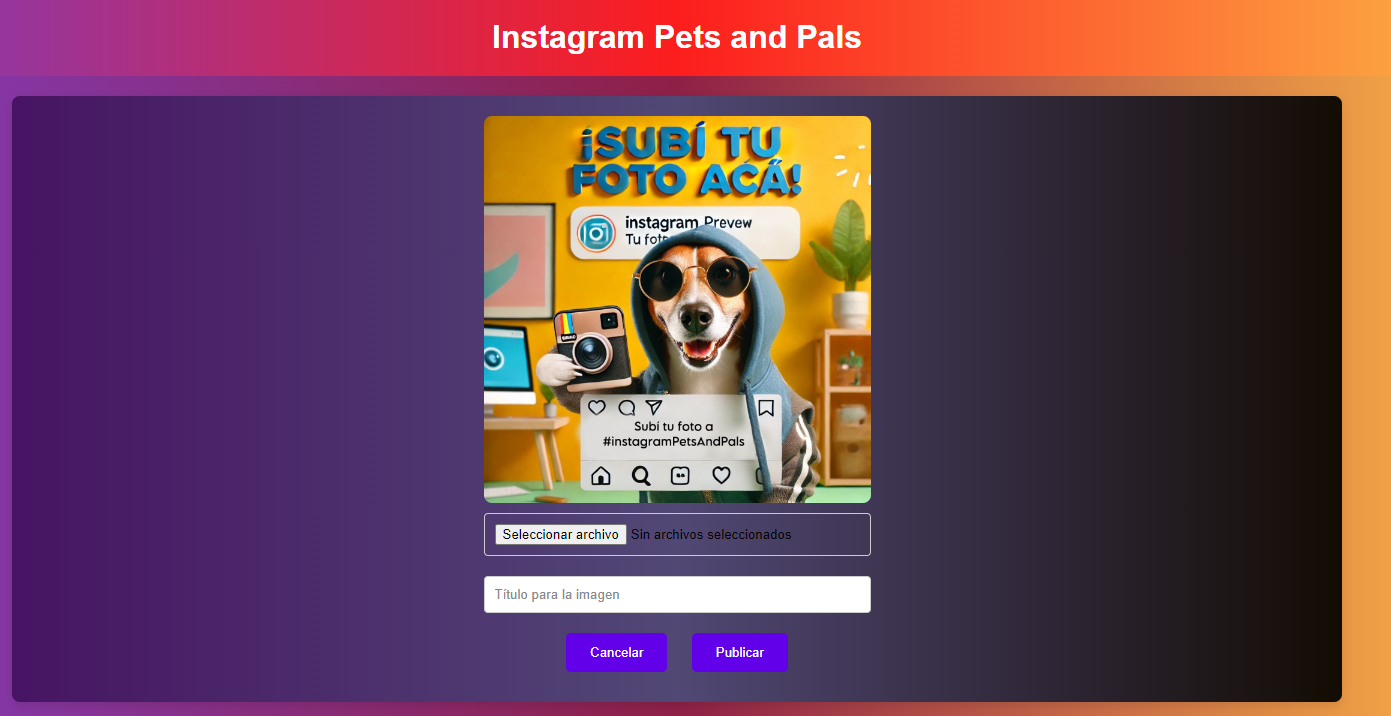 Instagram Pets and Pals
¡SUBÍ TU
FOTO ACÁ!
instagram Prevew
Tu foto
Seleccionar archivo Sin archivos seleccionados
Subí tu foto a
#instagramPetsAndPals
Título para la imagen
Cancelar Publicar